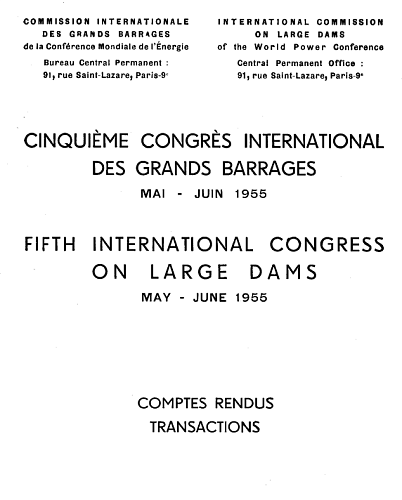 COMMISSION INTERNATIONALE
DES GRANDS BARRAGES
de la Conférence Mondiale de l'Énergie
Bureau Central Permanent :
91, rue Saint-Lazare, Paris-9e
INTERNATIONAL COMMISSION
ON LARGE DAMS
of the World Power Conference
Central Permanent Office :
91, rue Saint-Lazare, Paris-9e
CINQUIÈME CONGRÈS INTERNATIONAL
DES GRANDS BARRAGES
MAI - JUIN 1955
FIFTH INTERNATIONAL CONGRESS
ON LARGE DAMS
MAY - JUNE 1955
COMPTES RENDUS
TRANSACTIONS